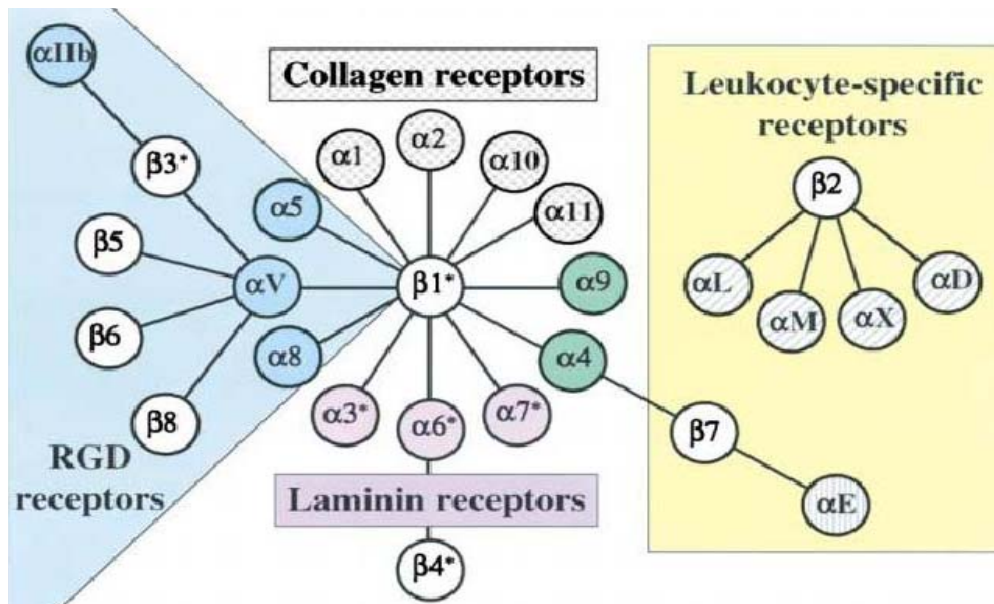 αIIb
Collagen receptors
Leukocyte-specific
receptors
α1
α2
α10
β3*
β2
α5
α11
β5
αV
β1*
α9
αL
αD
αM
αX
β6
α8
α4
β8
α3*
α6*
α7*
β7
RGD
receptors
Laminin receptors
αE
β4*